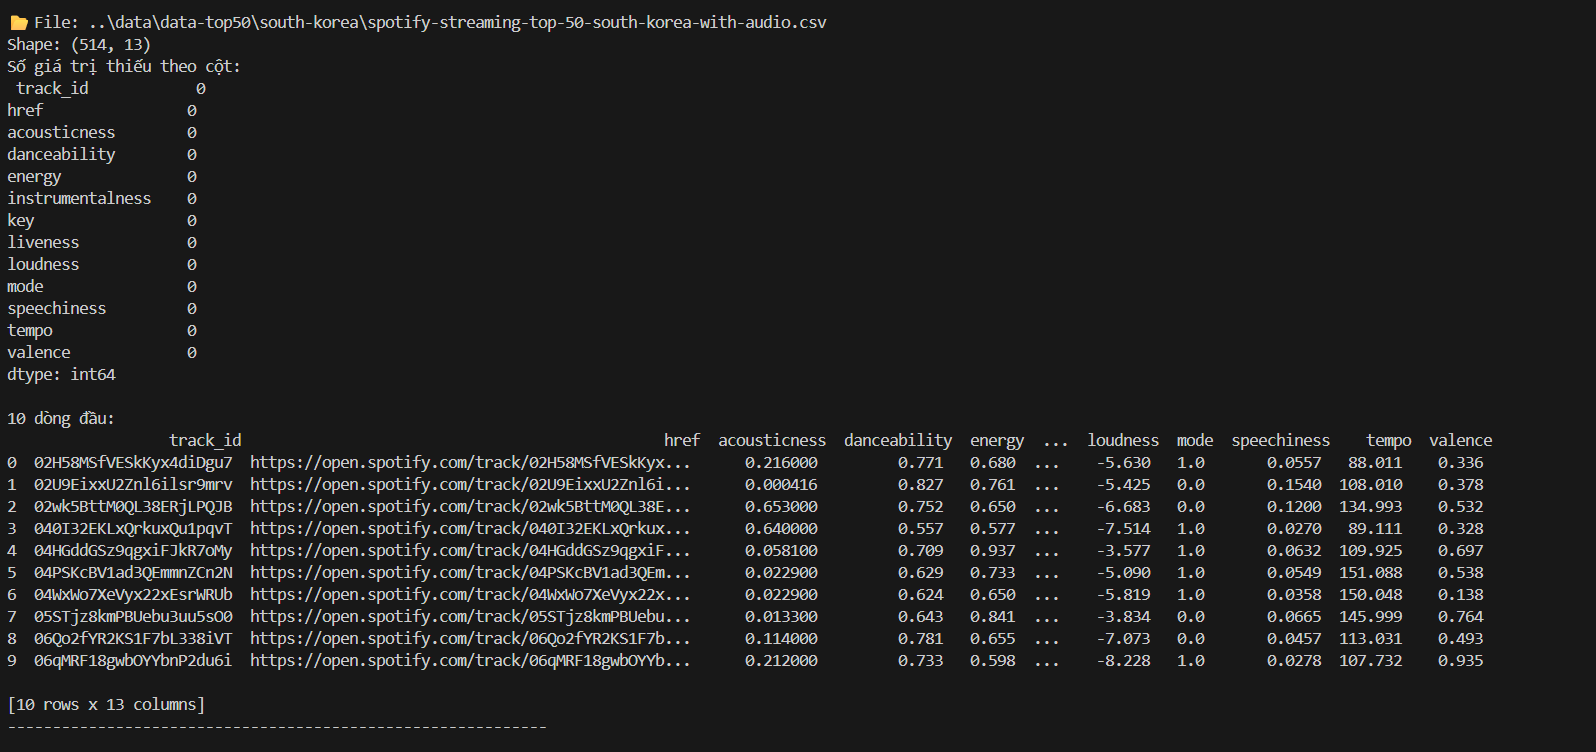 📂 File: ..\data\data-top50\south-korea\spotify-streaming-top-50-south-korea-with-audio.csv
Shape: (514, 13)
Số giá trị thiếu theo cột:
 track_id            0
href                0
acousticness        0
danceability        0
energy              0
instrumentalness    0
key                 0
liveness            0
loudness            0
mode                0
speechiness         0
tempo               0
valence             0
dtype: int64

10 dòng đầu:
                  track_id                                               href  acousticness  danceability  energy  ...  loudness  mode  speechiness    tempo  valence
0  02H58MSfVESkKyx4diDgu7  https://open.spotify.com/track/02H58MSfVESkKyx...      0.216000         0.771   0.680  ...    -5.630   1.0       0.0557   88.011    0.336
1  02U9EixxU2Znl6ilSr9mrv  https://open.spotify.com/track/02U9EixxU2Znl6i...      0.000416         0.827   0.761  ...    -5.425   0.0       0.1540  108.010    0.378
2  02wk5BttM0QL38ERjLPQJB  https://open.spotify.com/track/02wk5BttM0QL38E...      0.653000         0.752   0.650  ...    -6.683   0.0       0.1200  134.993    0.532
3  040I32EKLxQrkuxQu1pqvT  https://open.spotify.com/track/040I32EKLxQrkux...      0.640000         0.557   0.577  ...    -7.514   1.0       0.0270   89.111    0.328
4  04HGddGSz9qgxiFJkR7oMy  https://open.spotify.com/track/04HGddGSz9qgxiF...      0.058100         0.709   0.937  ...    -3.577   1.0       0.0632  109.925    0.697
5  04PSKcBV1ad3QEmmnZCn2N  https://open.spotify.com/track/04PSKcBV1ad3QEm...      0.022900         0.629   0.733  ...    -5.090   1.0       0.0549  151.088    0.538
6  04WxWo7XeVyx22xEsrWRUb  https://open.spotify.com/track/04WxWo7XeVyx22x...      0.022900         0.624   0.650  ...    -5.819   1.0       0.0358  150.048    0.138
7  05STjz8kmPBUebu3uu5sO0  https://open.spotify.com/track/05STjz8kmPBUebu...      0.013300         0.643   0.841  ...    -3.834   0.0       0.0665  145.999    0.764
8  06Qo2fYR2KS1F7bL338iVT  https://open.spotify.com/track/06Qo2fYR2KS1F7b...      0.114000         0.781   0.655  ...    -7.073   0.0       0.0457  113.031    0.493
9  06qMRF18gwbOYYbnP2du6i  https://open.spotify.com/track/06qMRF18gwbOYYb...      0.212000         0.733   0.598  ...    -8.228   1.0       0.0278  107.732    0.935

[10 rows x 13 columns]
------------------------------------------------------------